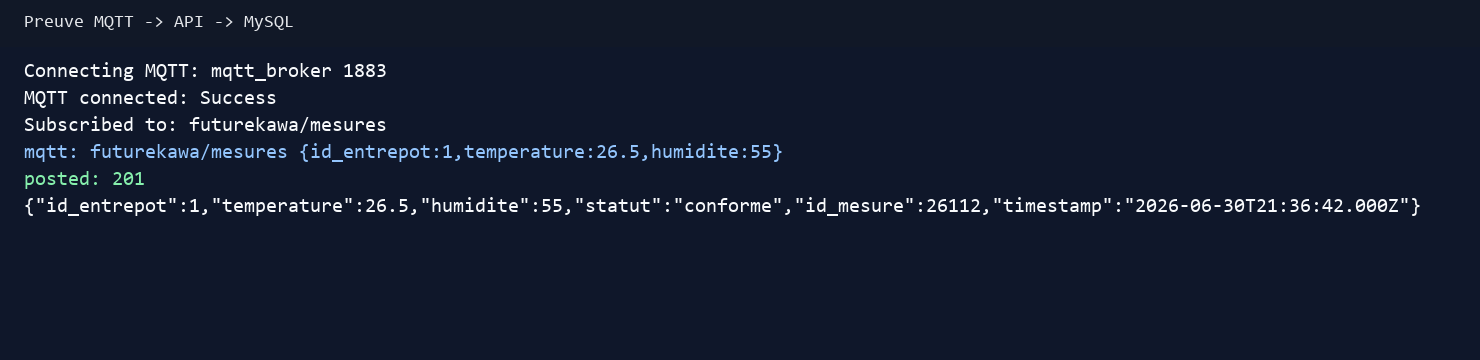 Preuve MQTT -> API -> MySQL
Connecting MQTT: mqtt_broker 1883
MQTT connected: Success
Subscribed to: futurekawa/mesures
mqtt: futurekawa/mesures {id_entrepot:1,temperature:26.5,humidite:55}
posted: 201
{"id_entrepot":1,"temperature":26.5,"humidite":55,"statut":"conforme","id_mesure":26112,"timestamp":"2026-06-30T21:36:42.000Z"}